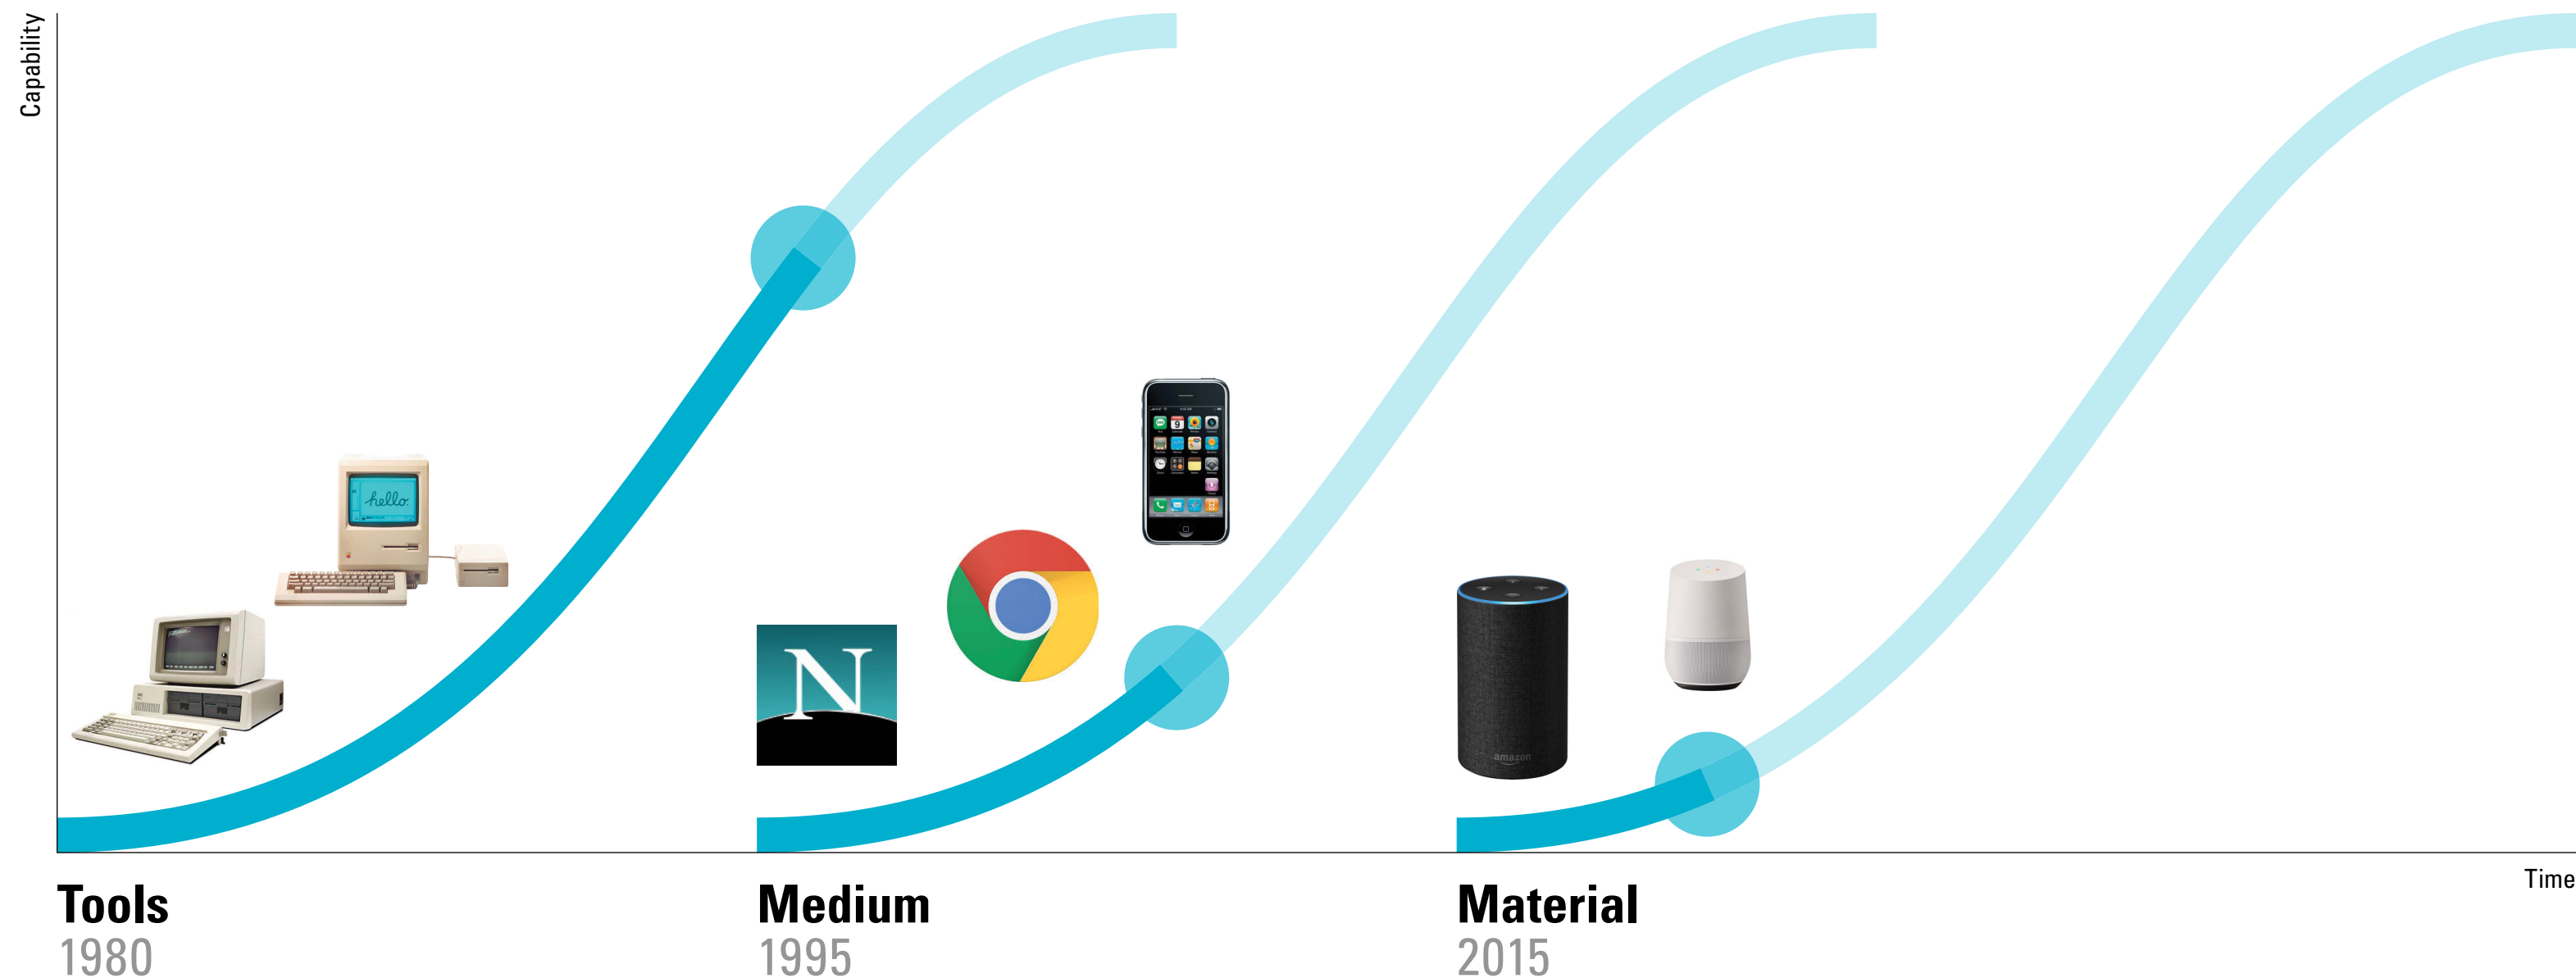 Capability
hello.
N
amazon
Time
Tools
1980
Medium
1995
Material
2015